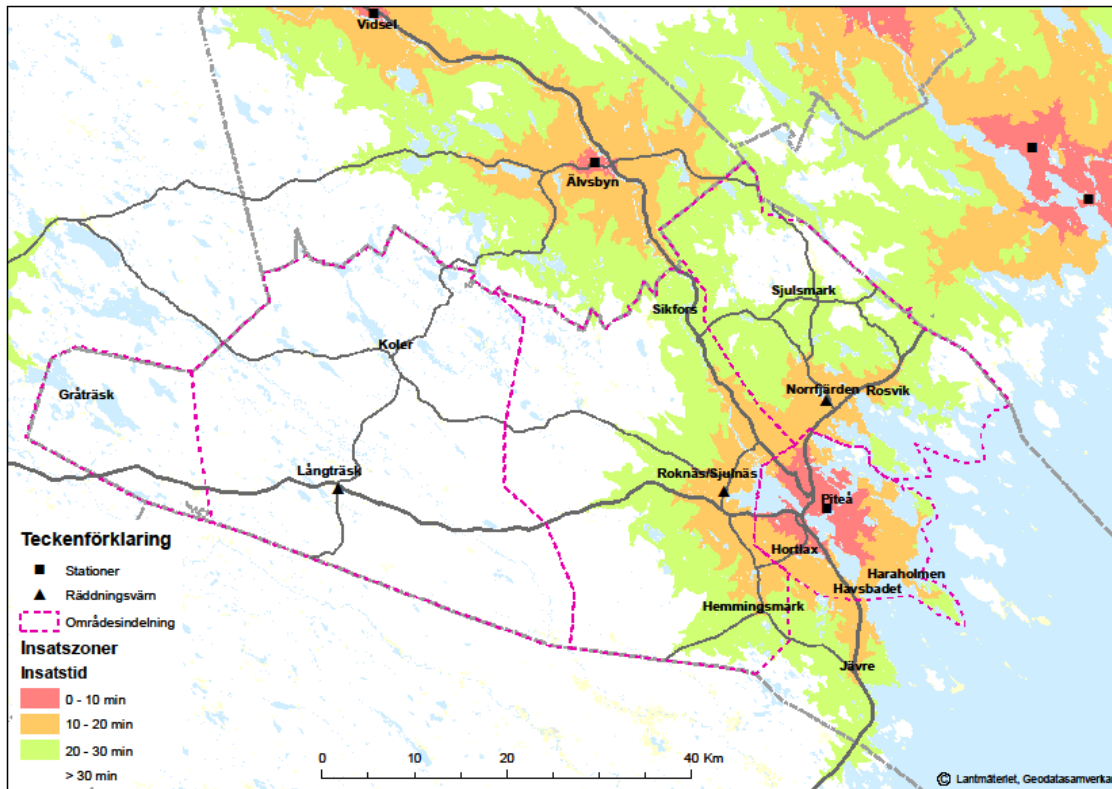 Vidsel
Älvsbyn
Sjulsmark
Sikfors
Koler
Gråträsk
Norrfjärden
Rosvik
Långträsk
Roknäs/Sjulnäs
Piteå
Hortlax
Haraholmen
Havsbadet
Hemmingsmark
Jävre
Teckenförklaring
Stationer
Räddningsvärn
Områdesindelning
Insatszoner
Insatstid
0 - 10 min
10 - 20 min
20 - 30 min
> 30 min
0 20 40 Km
© Lantmäteriet, Geodatasamverkan